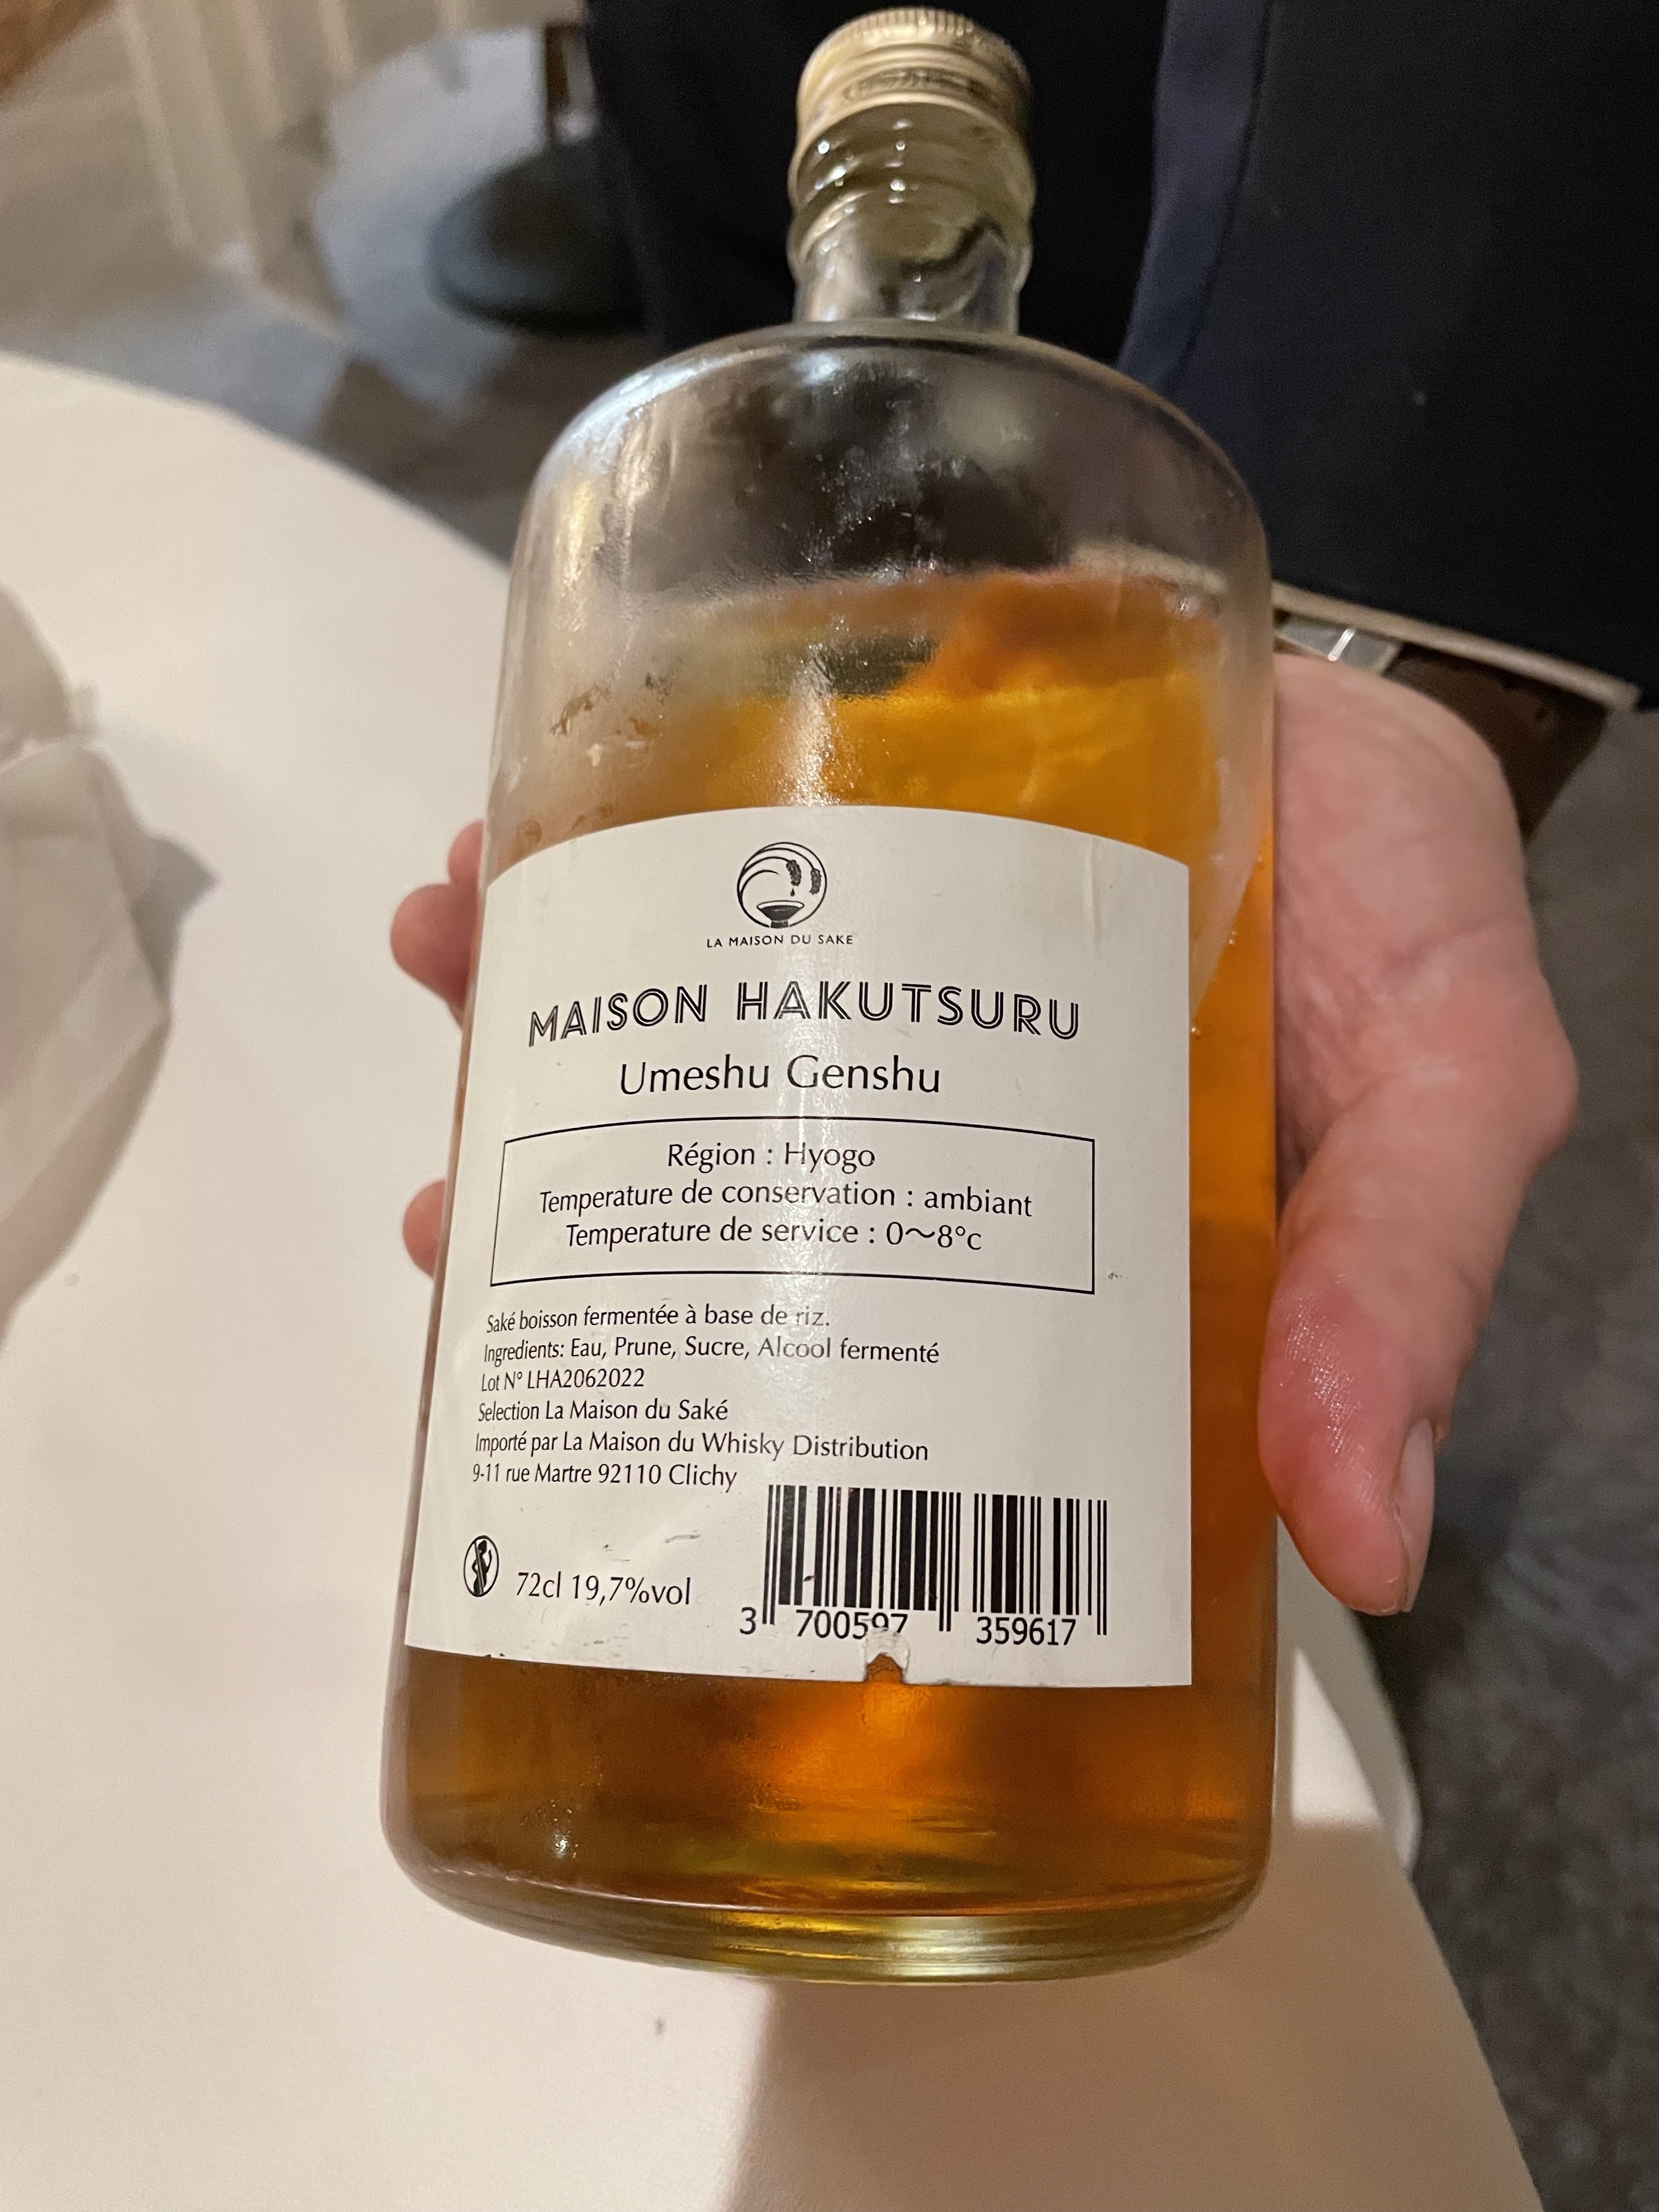 LA MAISON DU SAKE
MAISON HAKUTSURU
Umeshu Genshu
Région : Hyogo
Temperature de conservation : ambiant
Temperature de service : 0~8°c
Saké boisson fermentée à base de riz.
Ingredients: Eau, Prune, Sucre, Alcool fermenté
Lot N° LHA2062022
Selection La Maison du Saké
Importé par La Maison du Whisky Distribution
9-11 rue Martre 92110 Clichy
72cl 19,7%vol
3 700597 359617